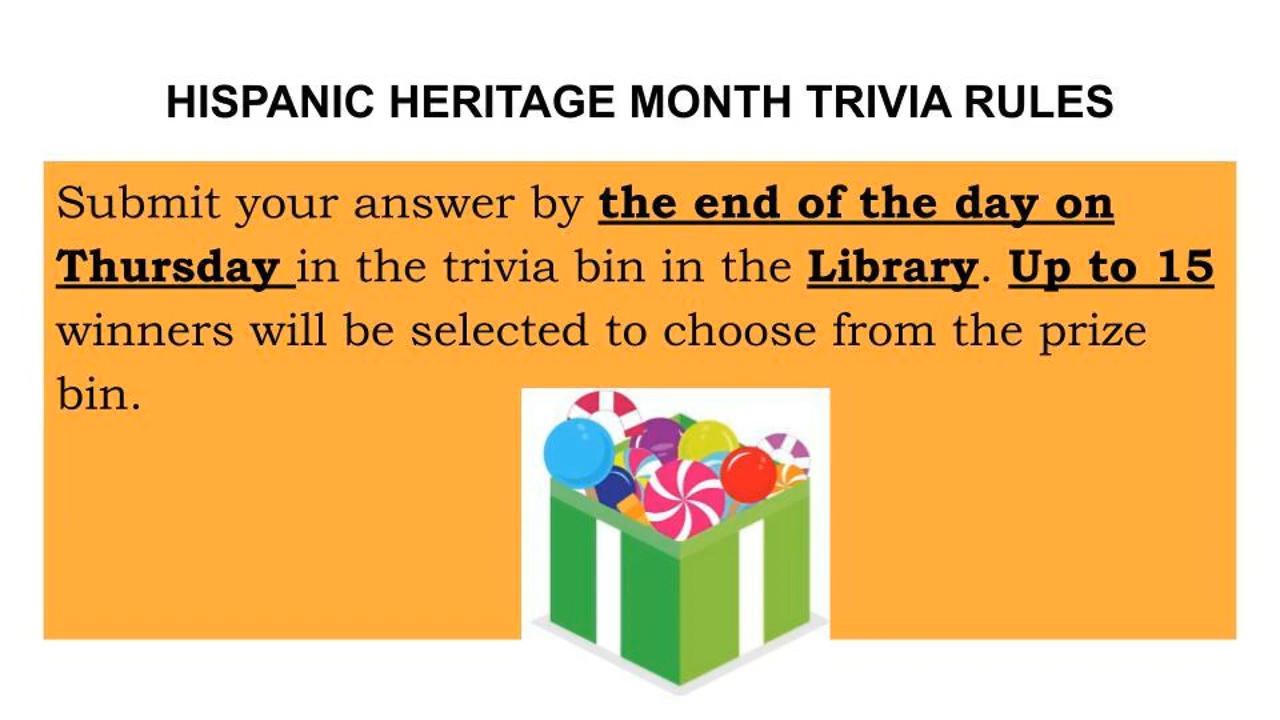 HISPANIC HERITAGE MONTH TRIVIA RULES
Submit your answer by the end of the day on
Thursday in the trivia bin in the Library. Up to 15
winners will be selected to choose from the prize
bin.